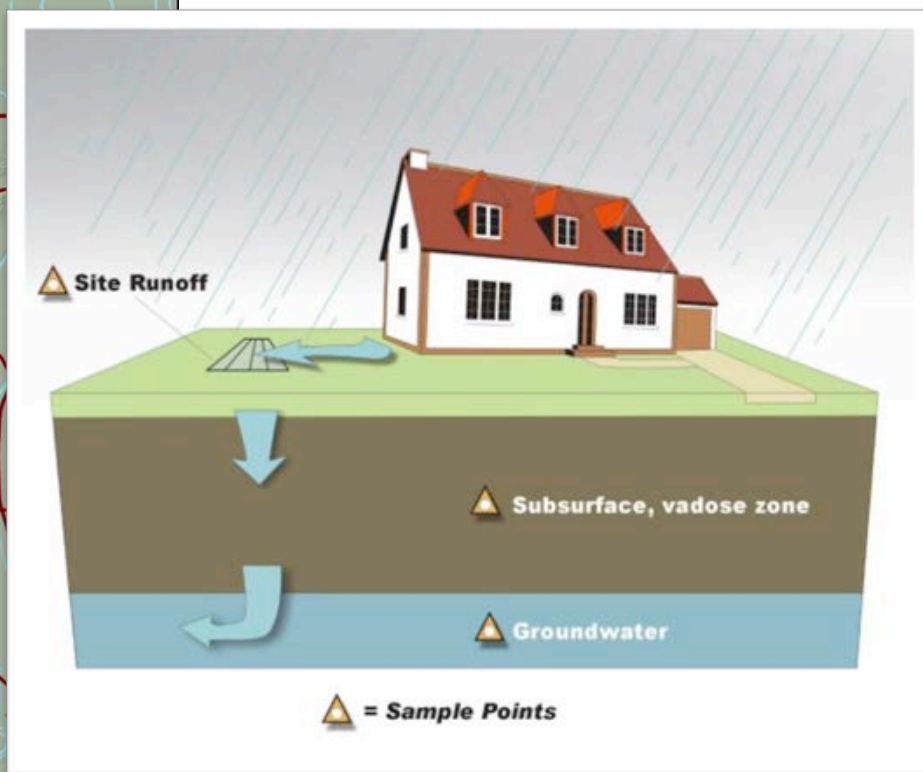 Site Runoff
Subsurface, vadose zone
Groundwater
= Sample Points